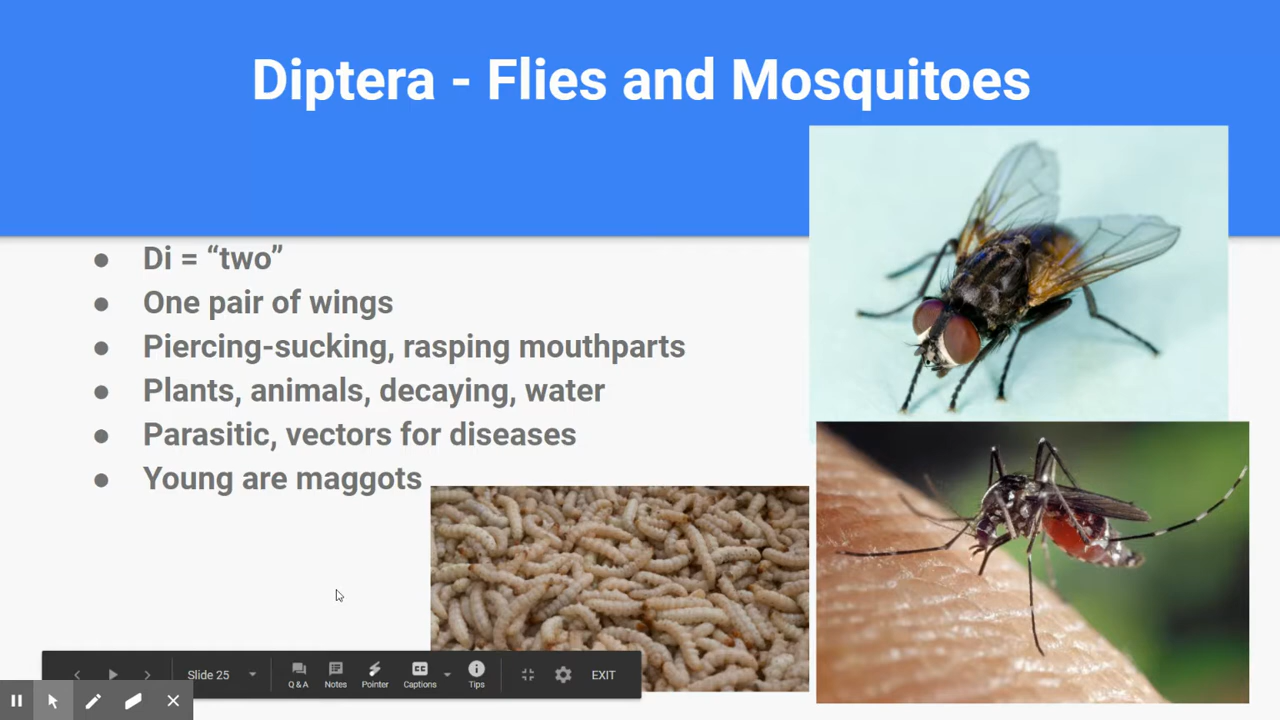 Diptera - Flies and Mosquitoes
● Di = “two”
● One pair of wings
● Piercing-sucking, rasping mouthparts
● Plants, animals, decaying, water
● Parasitic, vectors for diseases
● Young are maggots
Slide 25
Q & A
Notes
Pointer
CC
Captions
Tips
EXIT